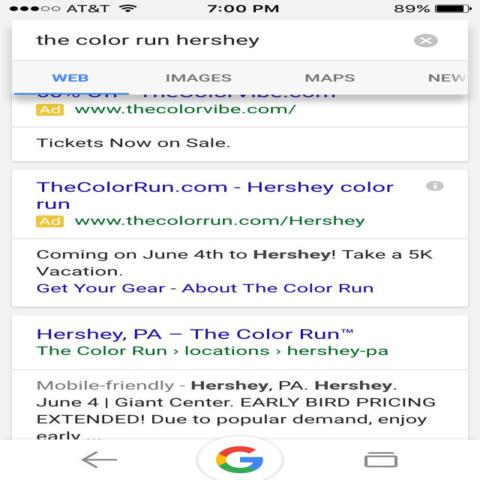 AT&T 7:00 PM 89%
the color run hershey
WEB IMAGES MAPS NEW
Off - TheColorVibe.com
Ad www.thecolorvibe.com/
Tickets Now on Sale.
TheColorRun.com - Hershey color
run
Ad www.thecolorrun.com/Hershey
Coming on June 4th to Hershey! Take a 5K
Vacation.
Get Your Gear - About The Color Run
Hershey, PA – The Color Run™
The Color Run › locations › hershey-pa
Mobile-friendly - Hershey, PA. Hershey.
June 4 | Giant Center. EARLY BIRD PRICING
EXTENDED! Due to popular demand, enjoy
early ...